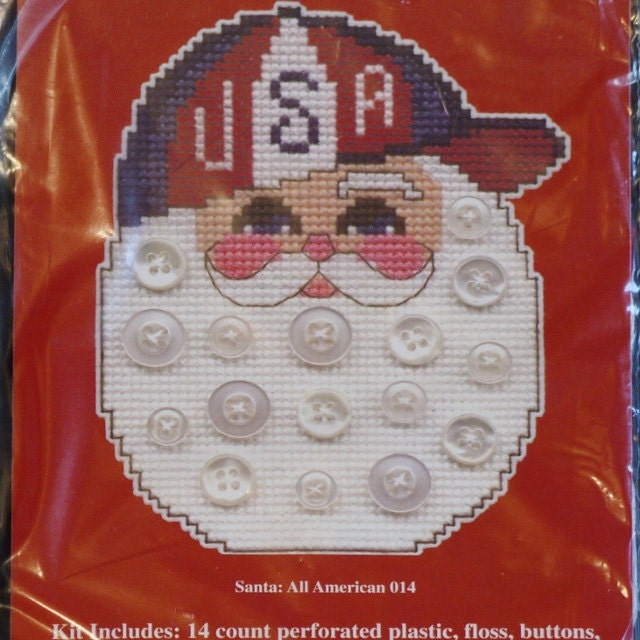 USA
Santa: All American 014
Kit Includes: 14 count perforated plastic, floss, buttons,